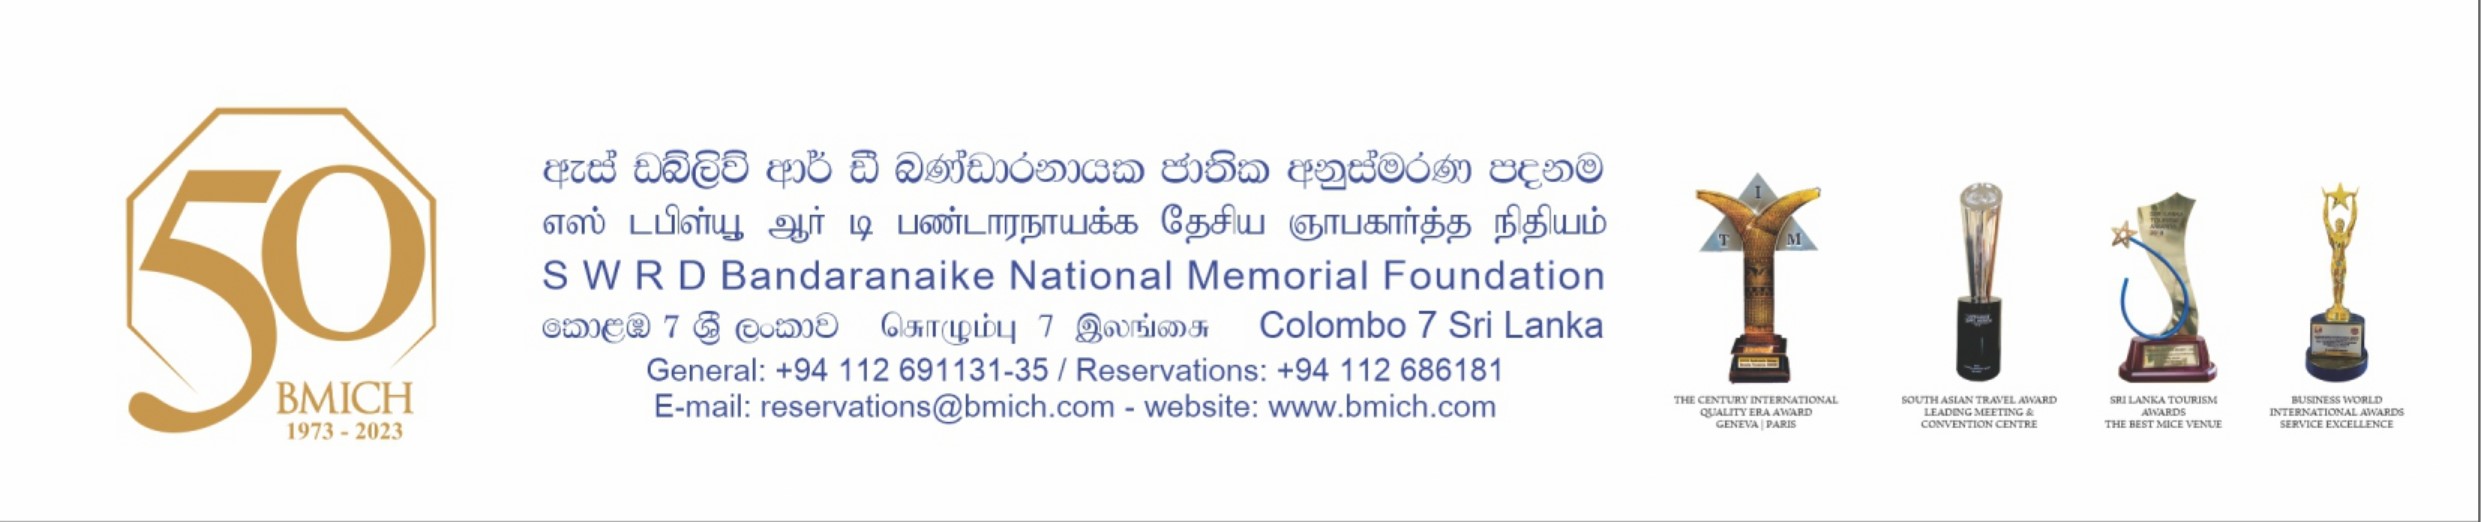 50
BMICH
1973 - 2023
ඇස් ඩබ්ලිව් ආර් ඩී බණ්ඩාරනායක ජාතික අනුස්මරණ පදනම
எஸ் டபிள்யூ ஆர் டி பண்டாரநாயக்க தேசிய ஞாபகார்த்த நிதியம்
S W R D Bandaranaike National Memorial Foundation
කොළඹ 7 ශ්‍රී ලංකාව கொழும்பு 7 இலங்கை Colombo 7 Sri Lanka
General: +94 112 691131-35 / Reservations: +94 112 686181
E-mail: reservations@bmich.com - website: www.bmich.com
I
T M
THE CENTURY INTERNATIONAL
QUALITY ERA AWARD
GENEVA | PARIS
SOUTH ASIAN TRAVEL AWARD
LEADING MEETING &
CONVENTION CENTRE
SRI LANKA TOURISM
AWARDS
THE BEST MICE VENUE
BUSINESS WORLD
INTERNATIONAL AWARDS
SERVICE EXCELLENCE